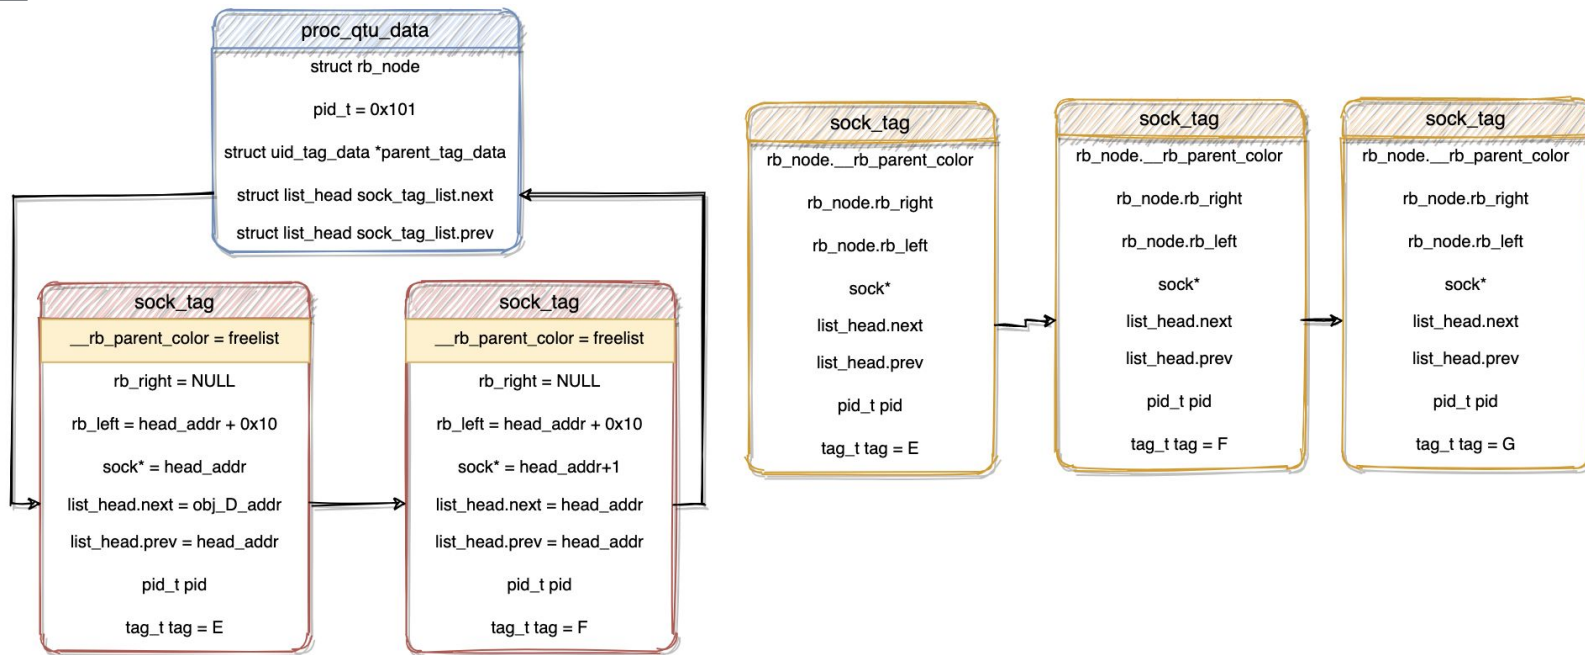 proc_qtu_data
struct rb_node
pid_t = 0x101
struct uid_tag_data *parent_tag_data
struct list_head sock_tag_list.next
struct list_head sock_tag_list.prev
sock_tag
__rb_parent_color = freelist
rb_right = NULL
rb_left = head_addr + 0x10
sock* = head_addr
list_head.next = obj_D_addr
list_head.prev = head_addr
pid_t pid
tag_t tag = E
sock_tag
__rb_parent_color = freelist
rb_right = NULL
rb_left = head_addr + 0x10
sock* = head_addr+1
list_head.next = head_addr
list_head.prev = head_addr
pid_t pid
tag_t tag = F
sock_tag
rb_node.__rb_parent_color
rb_node.rb_right
rb_node.rb_left
sock*
list_head.next
list_head.prev
pid_t pid
tag_t tag = E
sock_tag
rb_node.__rb_parent_color
rb_node.rb_right
rb_node.rb_left
sock*
list_head.next
list_head.prev
pid_t pid
tag_t tag = F
sock_tag
rb_node.__rb_parent_color
rb_node.rb_right
rb_node.rb_left
sock*
list_head.next
list_head.prev
pid_t pid
tag_t tag = G